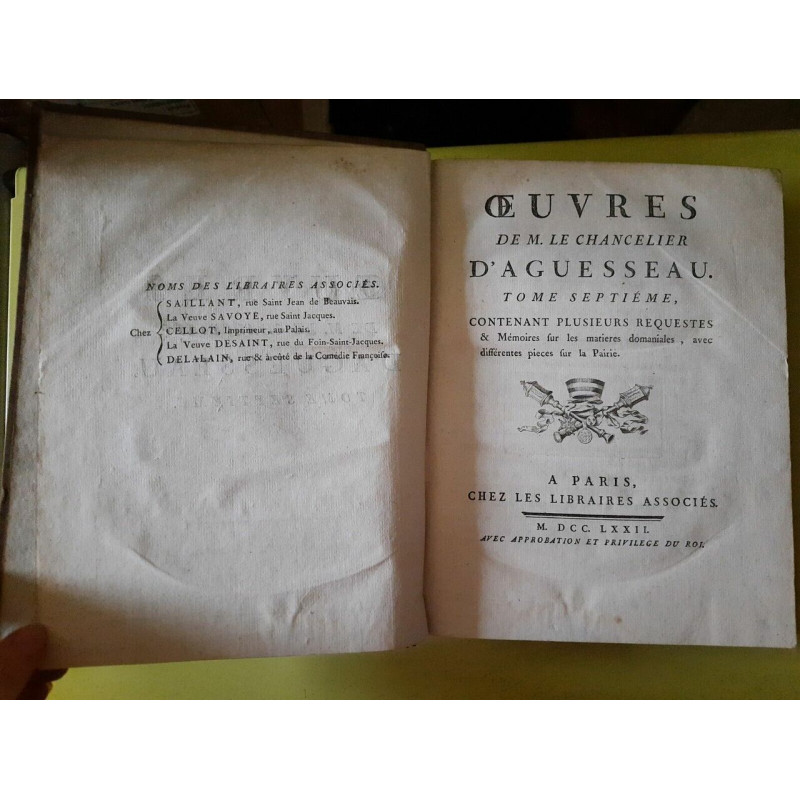 NOMS DES LIBRAIRES ASSOCIÉS.
SAILLANT, rue Saint Jean de Beauvais.
La Veuve SAVOYE, rue Saint Jacques.
Chez CELLOT, Imprimeur, au Palais.
La Veuve DESAINT, rue du Foin-Saint-Jacques.
DELALAIN, rue & à côté de la Comédie Françoise.
ŒUVRES
DE M. LE CHANCELIER
D'AGUESSEAU.
TOME SEPTIÉME,
CONTENANT PLUSIEURS REQUESTES
& Mémoires sur les matieres domaniales, avec
différentes pieces sur la Pairie.
A PARIS,
CHEZ LES LIBRAIRES ASSOCIÉS.
M. DCC. LXXII.
AVEC APPROBATION ET PRIVILEGE DU ROI.